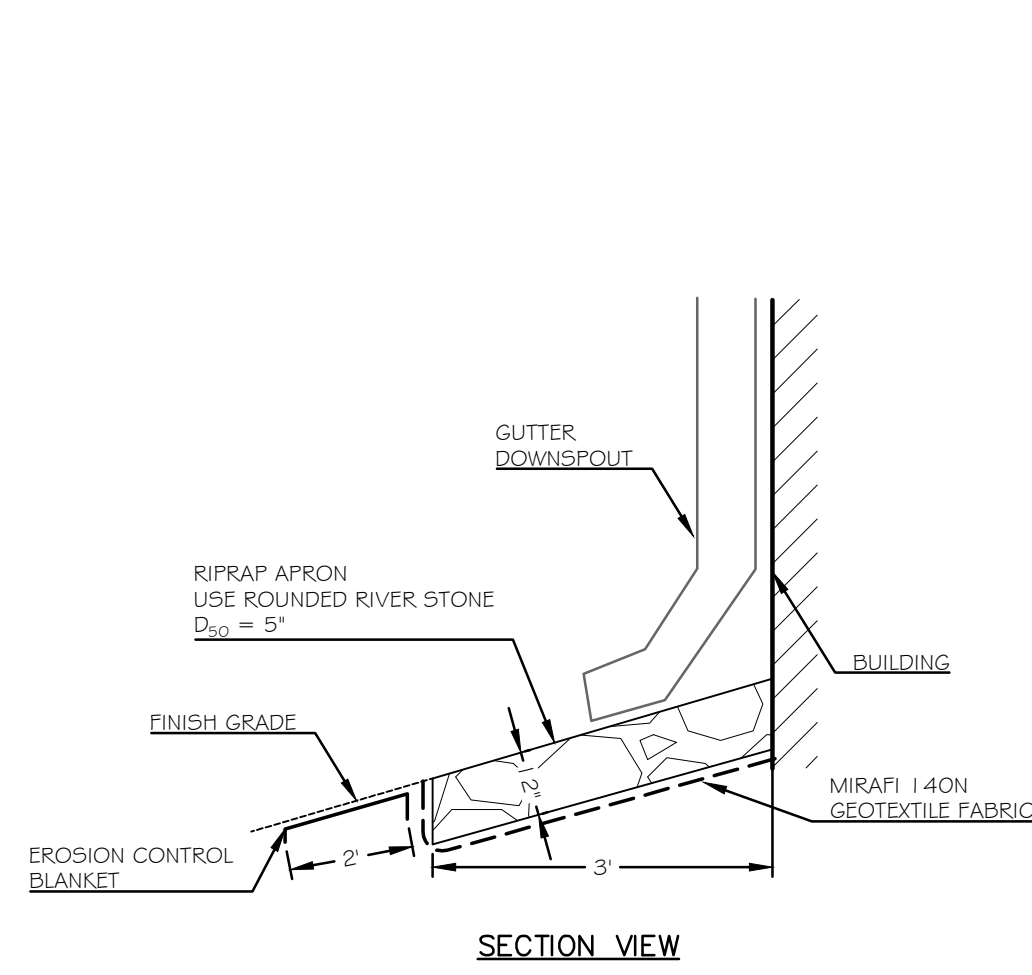 GUTTER
DOWNSPOUT
RIPRAP APRON
USE ROUNDED RIVER STONE
D50 = 5"
BUILDING
FINISH GRADE
12"
MIRAFI 140N
GEOTEXTILE FABRIC
EROSION CONTROL
BLANKET
2'
3'
SECTION VIEW